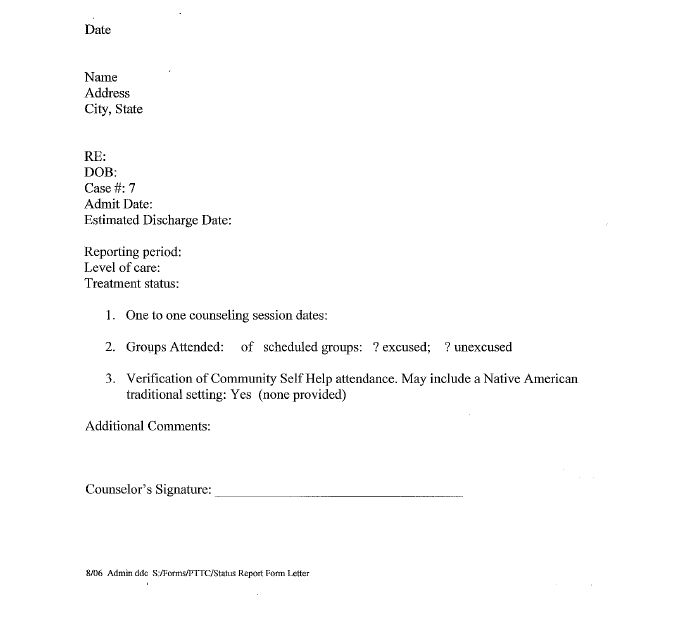 Date
Name
Address
City, State
RE:
DOB:
Case #: 7
Admit Date:
Estimated Discharge Date:
Reporting period:
Level of care:
Treatment status:
1. One to one counseling session dates:
2. Groups Attended: of scheduled groups: ? excused; ? unexcused
3. Verification of Community Self Help attendance. May include a Native American
traditional setting: Yes (none provided)
Additional Comments:
Counselor's Signature:
8/06 Admin ddc S:/Forms/PTTC/Status Report Form Letter